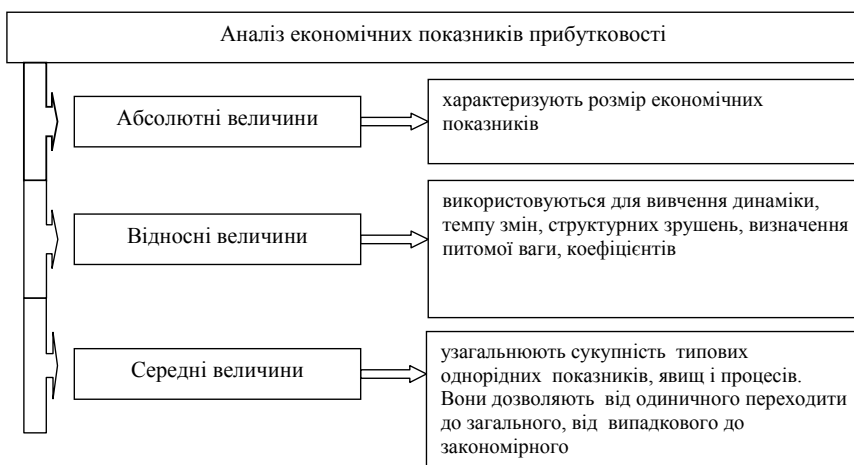 Аналіз економічних показників прибутковості
Абсолютні величини
характеризують розмір економічних
показників
Відносні величини
використовуються для вивчення динаміки,
темпу змін, структурних зрушень, визначення
питомої ваги, коефіцієнтів
Середні величини
узагальнюють сукупність типових
однорідних показників, явищ і процесів.
Вони дозволяють від одиничного переходити
до загального, від випадкового до
закономірного